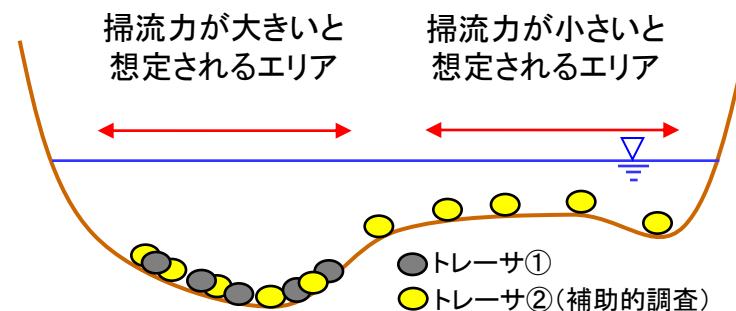 掃流力が大きいと
想定されるエリア
掃流力が小さいと
想定されるエリア
トレーサ①
トレーサ②(補助的調査)